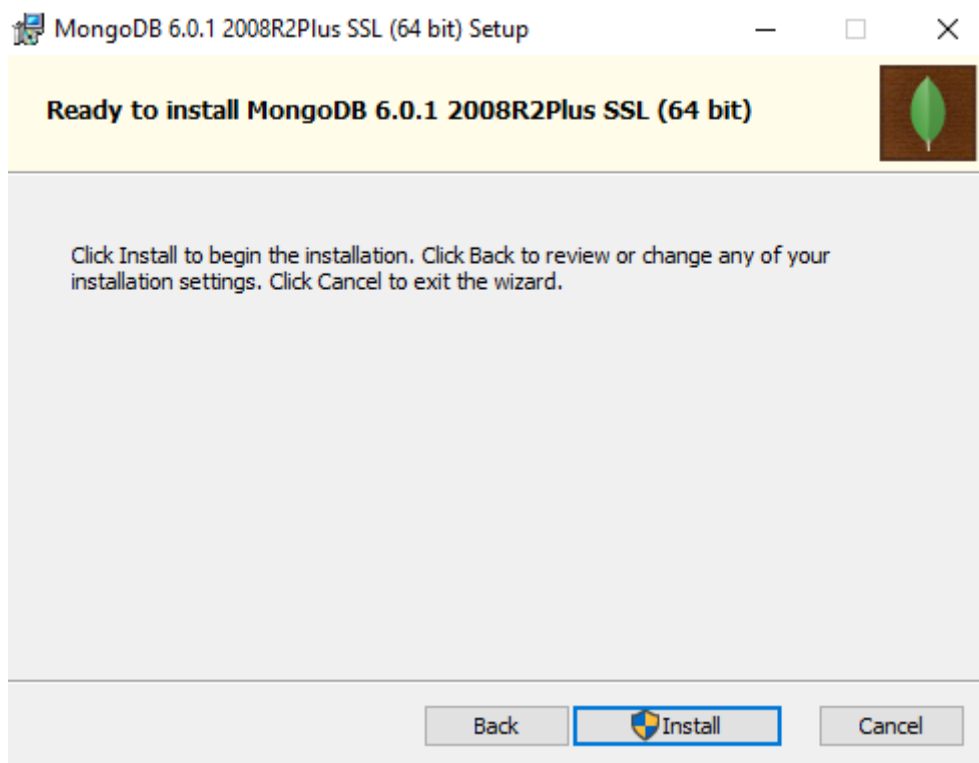 MongoDB 6.0.1 2008R2Plus SSL (64 bit) Setup
Ready to install MongoDB 6.0.1 2008R2Plus SSL (64 bit)
Click Install to begin the installation. Click Back to review or change any of your
installation settings. Click Cancel to exit the wizard.
Back Install Cancel